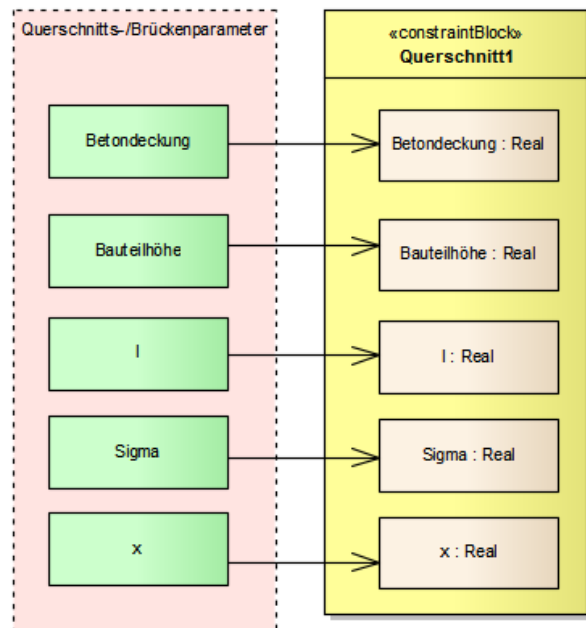 Querschnitts-/Brückenparameter
«constraintBlock»
Querschnitt1
Betondeckung
Betondeckung : Real
Bauteilhöhe
Bauteilhöhe : Real
l
l : Real
Sigma
Sigma : Real
x
x : Real